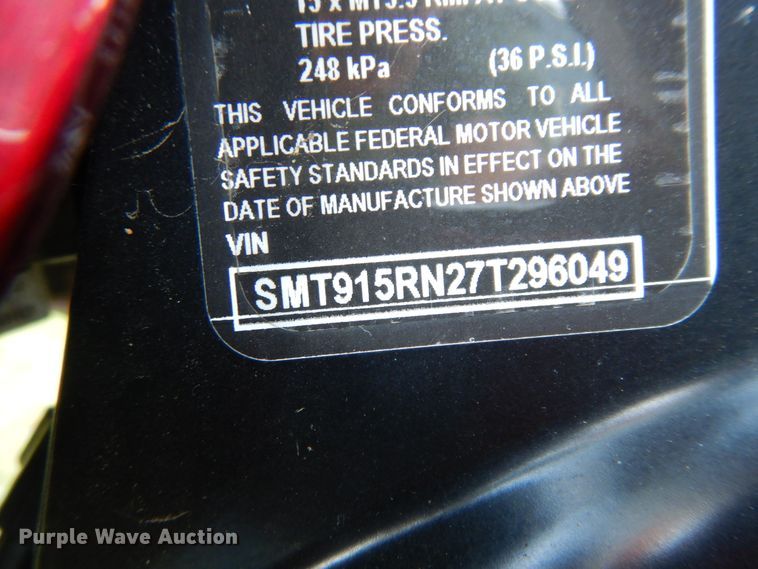 TIRE PRESS.
248 kPa (36 P.S.I.)
THIS VEHICLE CONFORMS TO ALL
APPLICABLE FEDERAL MOTOR VEHICLE
SAFETY STANDARDS IN EFFECT ON THE
DATE OF MANUFACTURE SHOWN ABOVE
VIN
SMT915RN27T296049
Purple Wave Auction